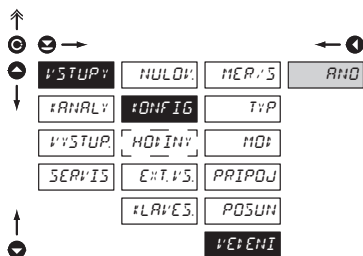 VSTUPY NULOV. MER/S ANO
KANALY KONFIG TYP
VYSTUP. HODINY MOD
SERVIS EXT.VS. PRIPOJ
KLAVES. POSUN
VEDENI